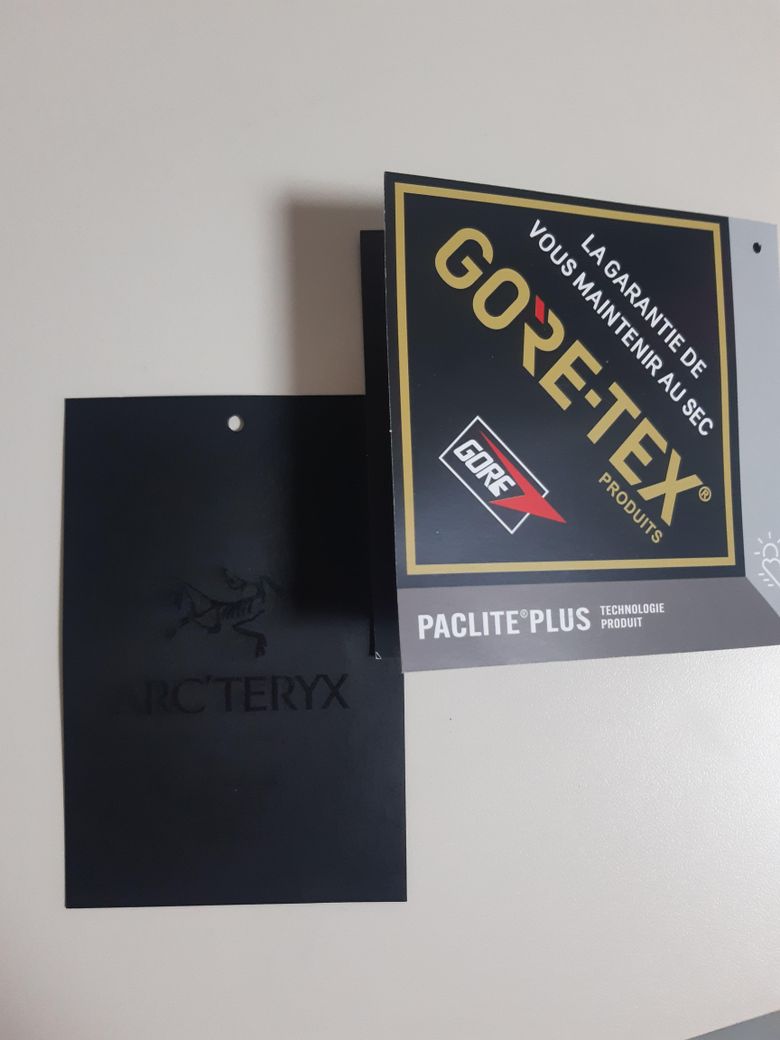 LA GARANTIE DE
VOUS MAINTENIR AU SEC
GORE-TEX®
PRODUITS
GORE
PACLITE® PLUS
TECHNOLOGIE
PRODUIT
ARC'TERYX